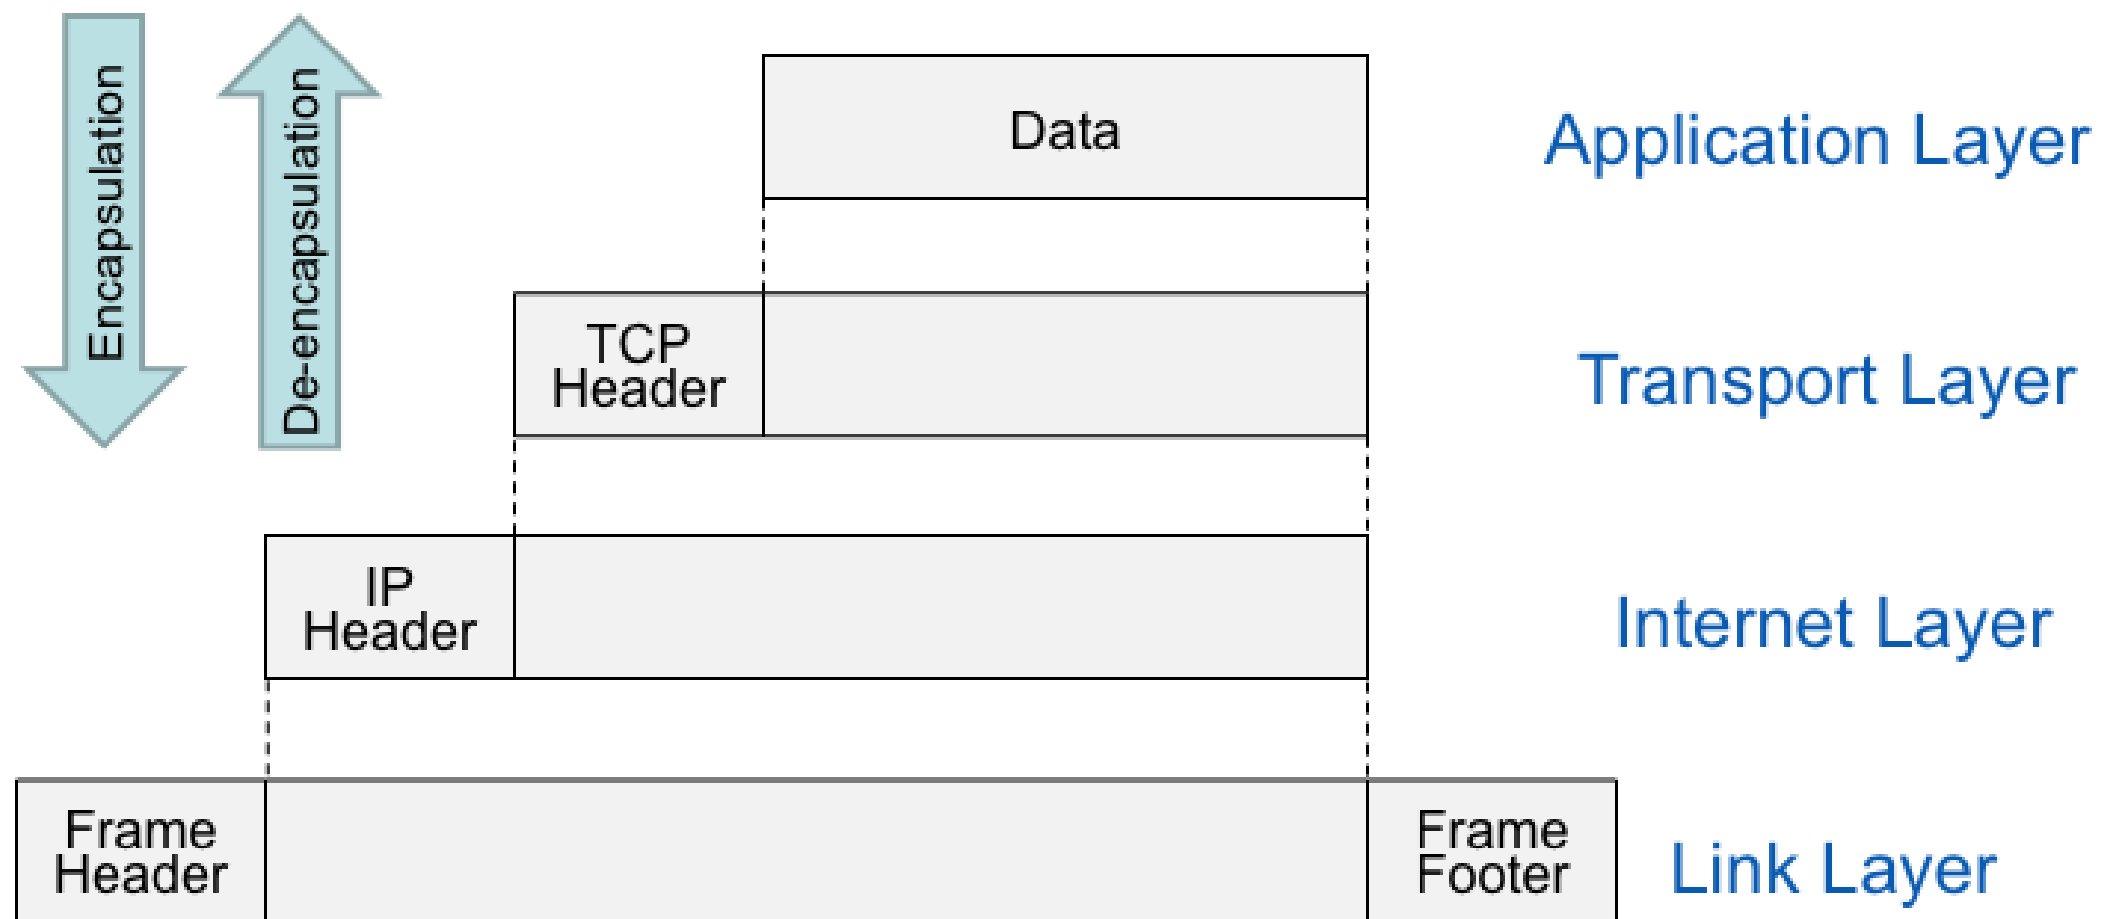 Encapsulation
De-encapsulation
Data
Application Layer
TCP
Header
Transport Layer
IP
Header
Internet Layer
Frame
Header
Frame
Footer
Link Layer